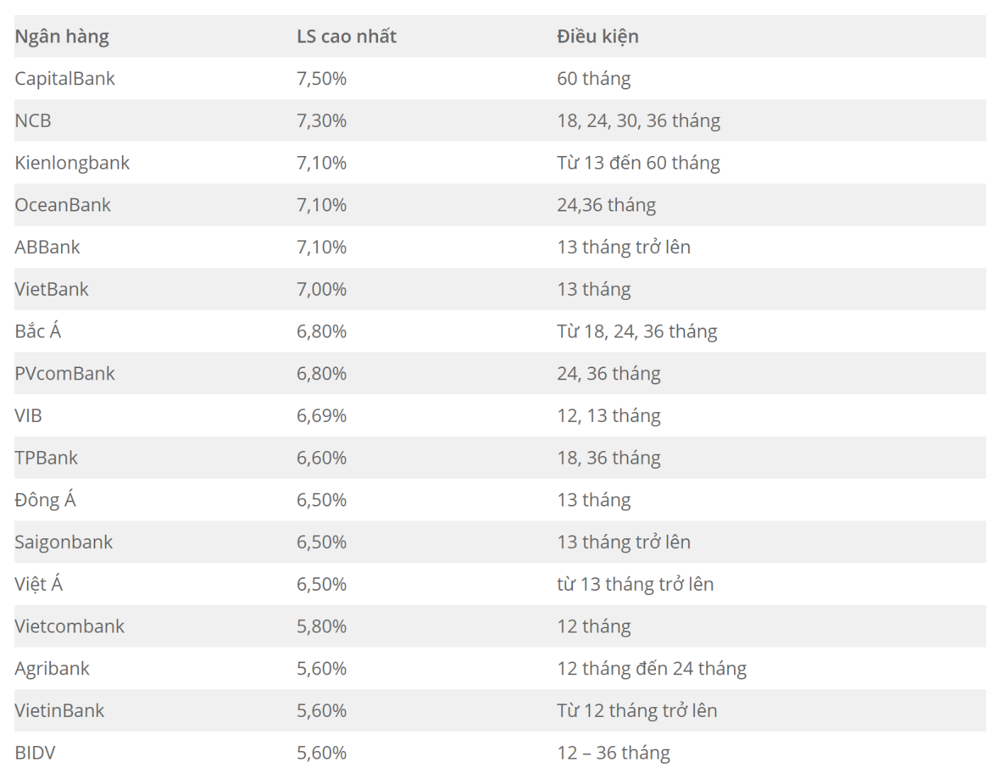 Ngân hàng LS cao nhất Điều kiện
CapitalBank 7,50% 60 tháng
NCB 7,30% 18, 24, 30, 36 tháng
Kienlongbank 7,10% Từ 13 đến 60 tháng
OceanBank 7,10% 24,36 tháng
ABBank 7,10% 13 tháng trở lên
VietBank 7,00% 13 tháng
Bắc Á 6,80% Từ 18, 24, 36 tháng
PVcomBank 6,80% 24, 36 tháng
VIB 6,69% 12, 13 tháng
TPBank 6,60% 18, 36 tháng
Đông Á 6,50% 13 tháng
Saigonbank 6,50% 13 tháng trở lên
Việt Á 6,50% từ 13 tháng trở lên
Vietcombank 5,80% 12 tháng
Agribank 5,60% 12 tháng đến 24 tháng
VietinBank 5,60% Từ 12 tháng trở lên
BIDV 5,60% 12 – 36 tháng